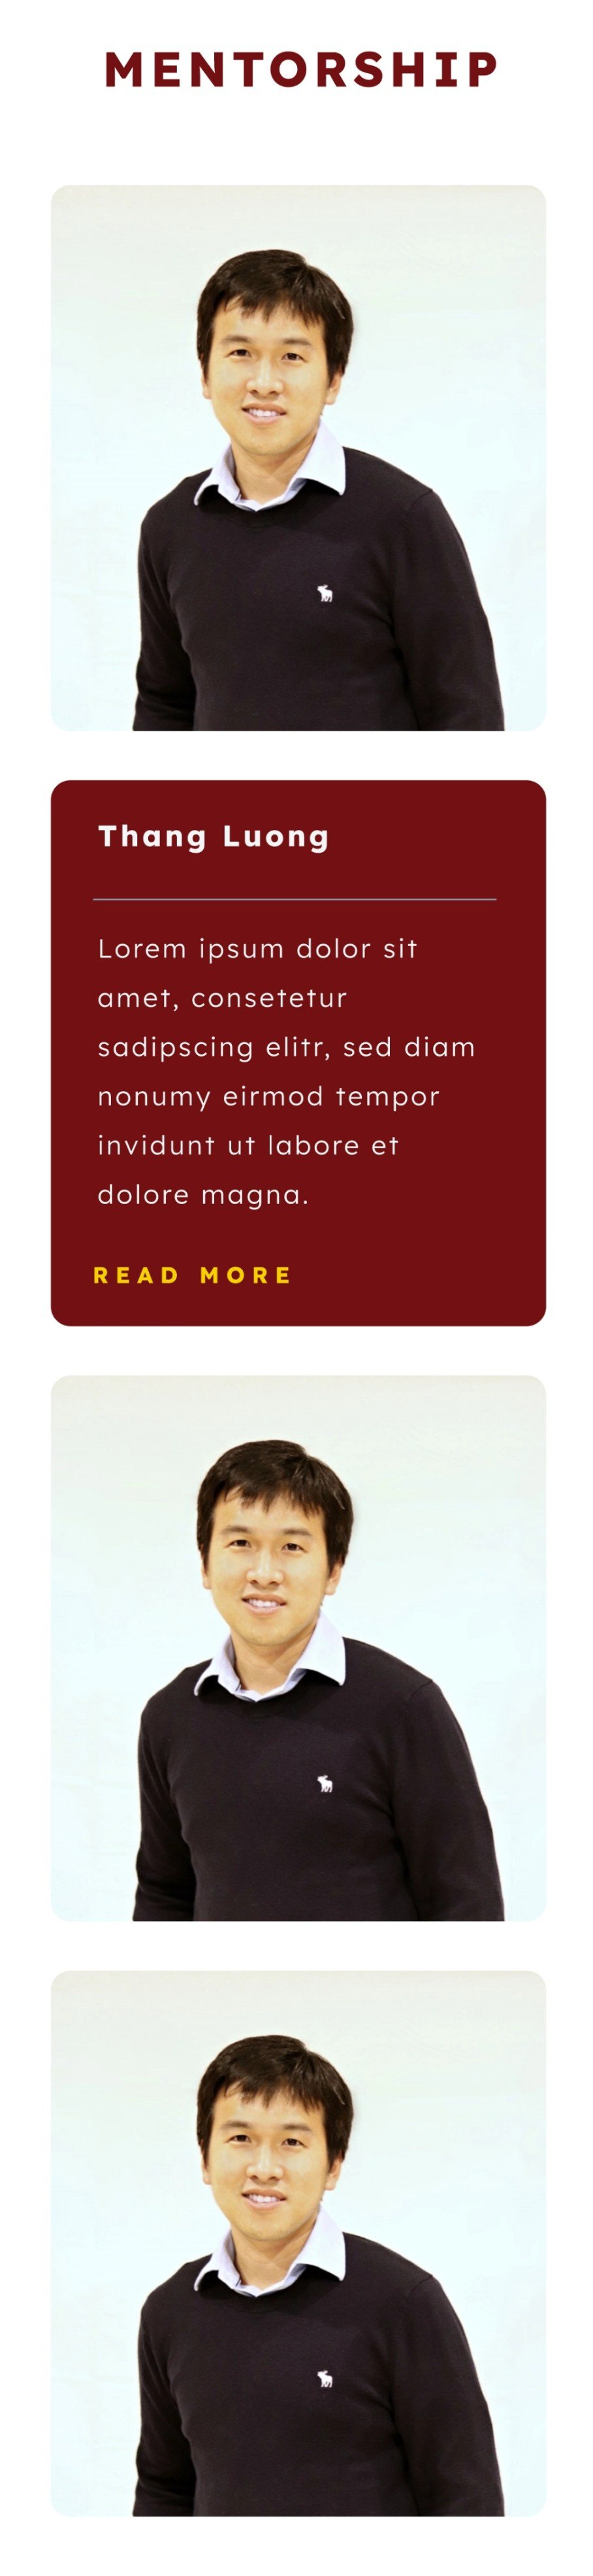 MENTORSHIP
Thang Luong
Lorem ipsum dolor sit
amet, consetetur
sadipscing elitr, sed diam
nonumy eirmod tempor
invidunt ut labore et
dolore magna.
READ MORE